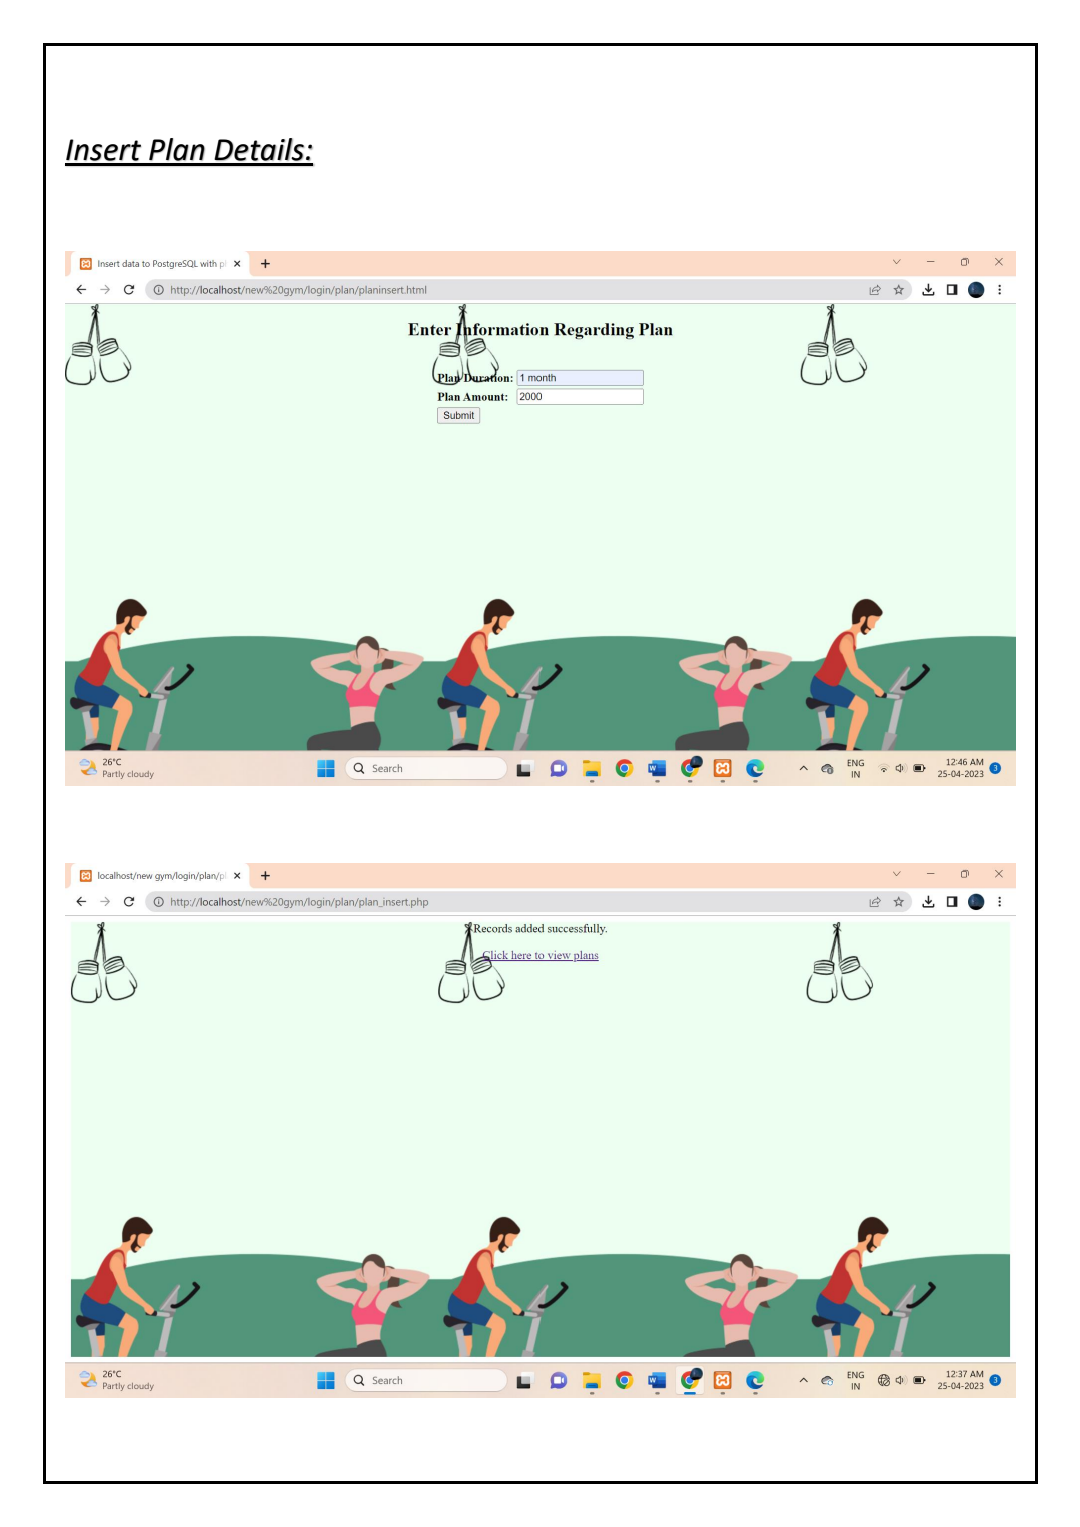 Insert Plan Details:
Insert data to PostgreSQL with p
http://localhost/new%20gym/login/plan/planinsert.html
Enter Information Regarding Plan
Plan Duration: 1 month
Plan Amount: 2000
Submit
26°C
Partly cloudy
Search
ENG
IN
12:46 AM
25-04-2023
3
localhost/new gym/login/plan/pl
http://localhost/new%20gym/login/plan/plan_insert.php
Records added successfully.
Click here to view plans
26°C
Partly cloudy
Search
ENG
IN
12:37 AM
25-04-2023
3